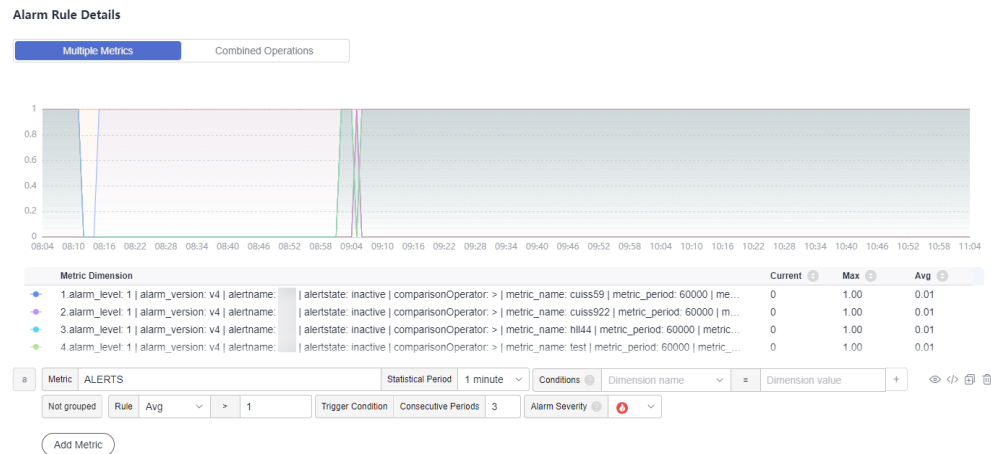 Alarm Rule Details
Multiple Metrics Combined Operations
1
0.8
0.6
0.4
0.2
0
08:04 08:10 08:16 08:22 08:28 08:34 08:40 08:46 08:52 08:58 09:04 09:10 09:16 09:22 09:28 09:34 09:40 09:46 09:52 09:58 10:04 10:10 10:16 10:22 10:28 10:34 10:40 10:46 10:52 10:58 11:04
Metric Dimension Current Max Avg
1.alarm_level: 1 | alarm_version: v4 | alertname: | alertstate: inactive | comparisonOperator: > | metric_name: cuiss59 | metric_period: 60000 | me... 0 1.00 0.01
2.alarm_level: 1 | alarm_version: v4 | alertname: | alertstate: inactive | comparisonOperator: > | metric_name: cuiss922 | metric_period: 60000 | m... 0 1.00 0.01
3.alarm_level: 1 | alarm_version: v4 | alertname: | alertstate: inactive | comparisonOperator: > | metric_name: hll44 | metric_period: 60000 | metric... 0 1.00 0.01
4.alarm_level: 1 | alarm_version: v4 | alertname: | alertstate: inactive | comparisonOperator: > | metric_name: test | metric_period: 60000 | metric_... 0 1.00 0.01
a Metric ALERTS Statistical Period 1 minute Conditions ? Dimension name = Dimension value +
Not grouped Rule Avg > 1 Trigger Condition Consecutive Periods 3 Alarm Severity ?
Add Metric